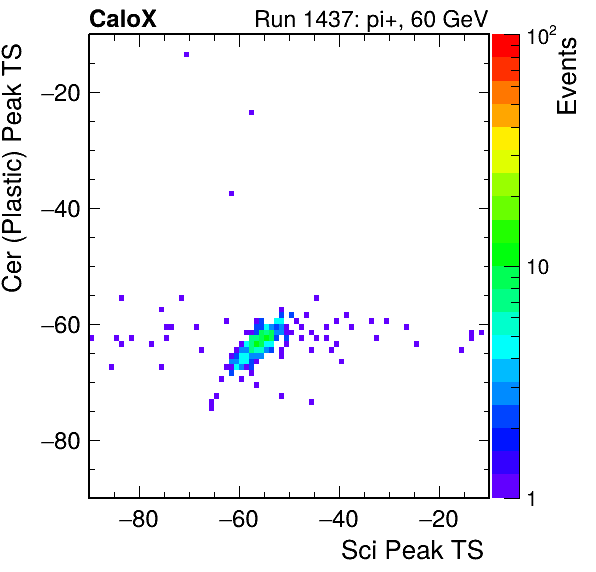 CaloX Run 1437: pi+, 60 GeV
Cer (Plastic) Peak TS
−20
−40
−60
−80
−80 −60 −40 −20
Sci Peak TS
10²
10
1
Events